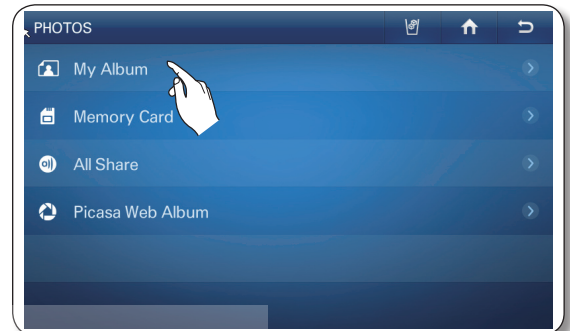 PHOTOS
My Album
Memory Card
All Share
Picasa Web Album